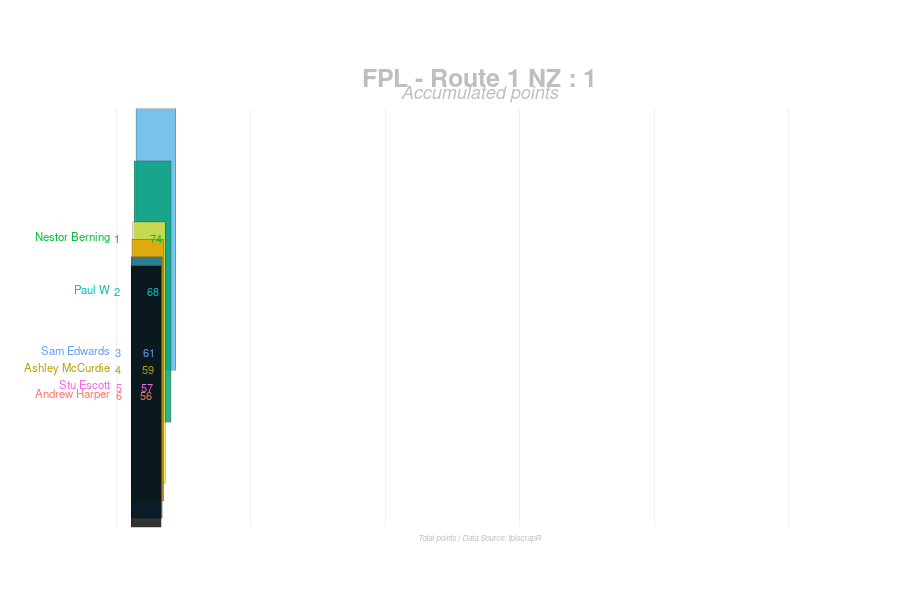 FPL - Route 1 NZ : 1
Accumulated points
Nestor Berning 1 74
Paul W 2 68
Sam Edwards 3 61
Ashley McCurdie 4 59
Stu Escott 5 57
Andrew Harper 6 56
Total points | Data Source: fplscrapR